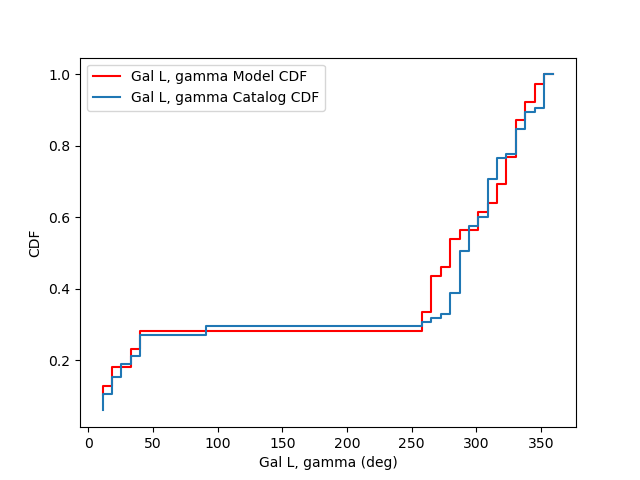 Gal L, gamma Model CDF
Gal L, gamma Catalog CDF
1.0
0.8
0.6
0.4
0.2
CDF
0 50 100 150 200 250 300 350
Gal L, gamma (deg)